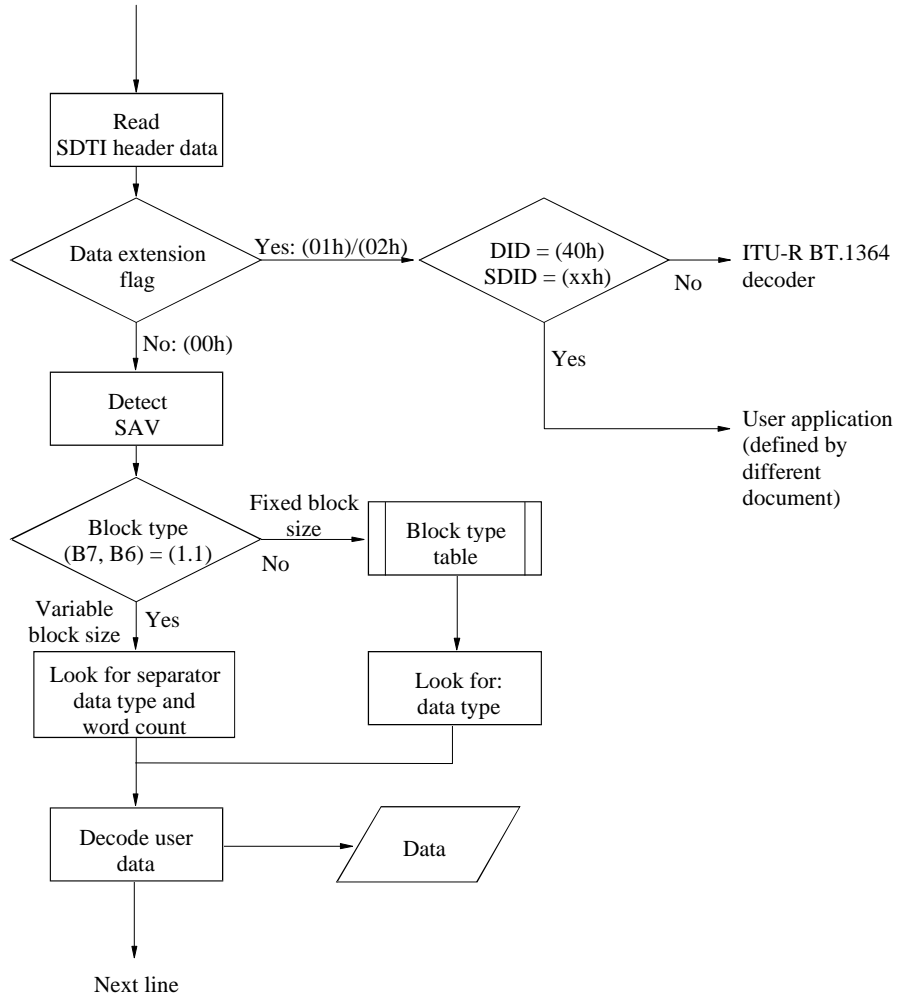 Read
SDTI header data
Data extension
flag
Yes: (01h)/(02h)
DID = (40h)
SDID = (xxh)
No
ITU-R BT.1364
decoder
No: (00h)
Yes
Detect
SAV
User application
(defined by
different
document)
Block type
(B7, B6) = (1.1)
Fixed block
size
No
Block type
table
Variable
block size
Yes
Look for separator
data type and
word count
Look for:
data type
Decode user
data
Data
Next line